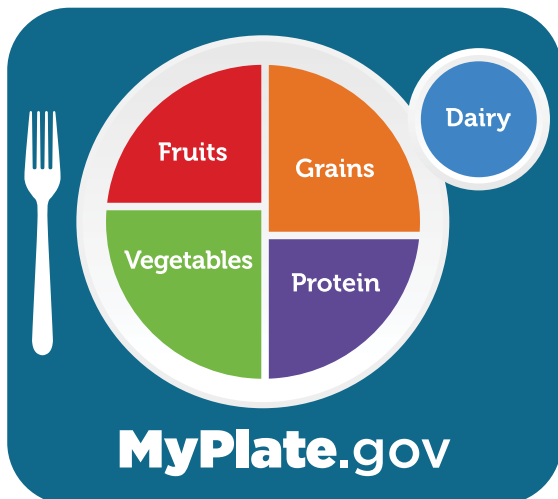 Dairy
Fruits
Grains
Vegetables
Protein
MyPlate.gov